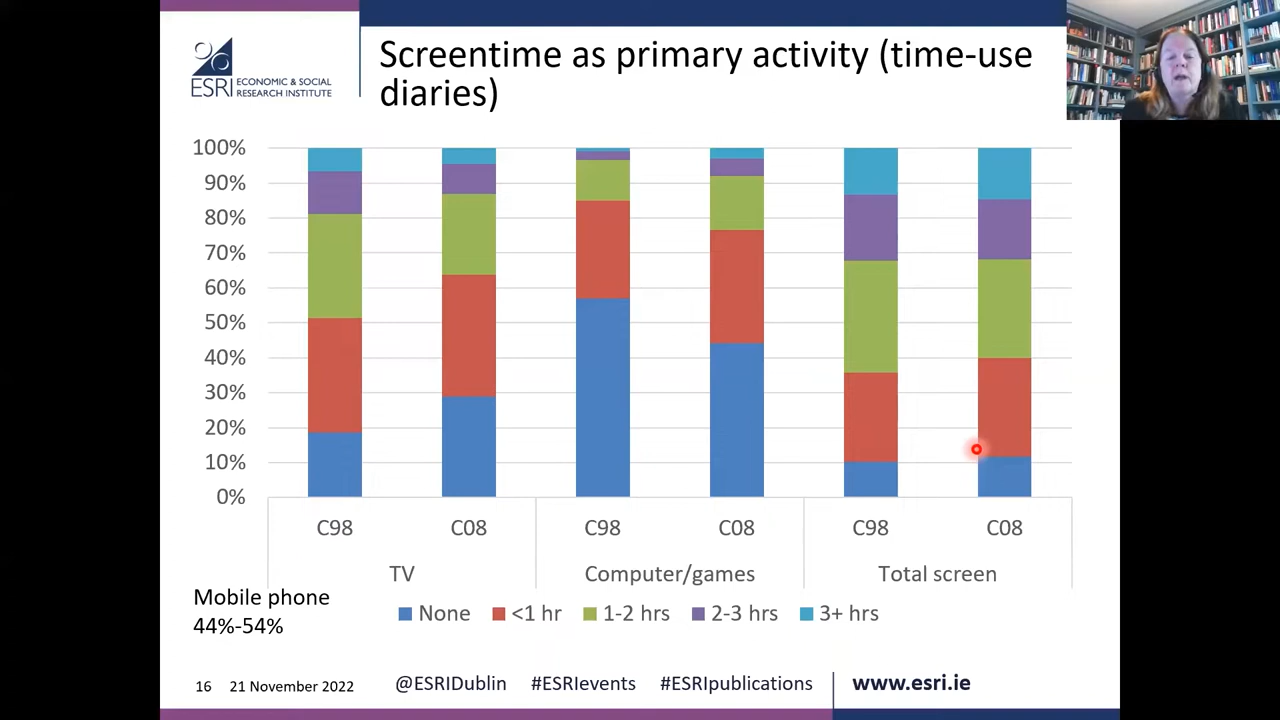 ESRI ECONOMIC & SOCIAL
RESEARCH INSTITUTE
Screentime as primary activity (time-use
diaries)
100%
90%
80%
70%
60%
50%
40%
30%
20%
10%
0%
C98 C08 C98 C08 C98 C08
TV Computer/games Total screen
Mobile phone
44%-54%
None <1 hr 1-2 hrs 2-3 hrs 3+ hrs
16 21 November 2022 @ESRIDublin #ESRIevents #ESRIpublications www.esri.ie